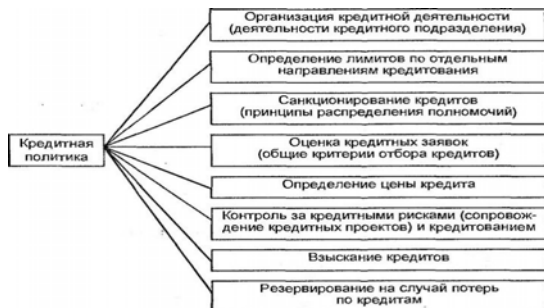 Кредитная
политика
Организация кредитной деятельности
(деятельности кредитного подразделения)
Определение лимитов по отдельным
направлениям кредитования
Санкционирование кредитов
(принципы распределения полномочий)
Оценка кредитных заявок
(общие критерии отбора кредитов)
Определение цены кредита
Контроль за кредитными рисками (сопровож-
дение кредитных проектов) и кредитованием
Взыскание кредитов
Резервирование на случай потерь
по кредитам